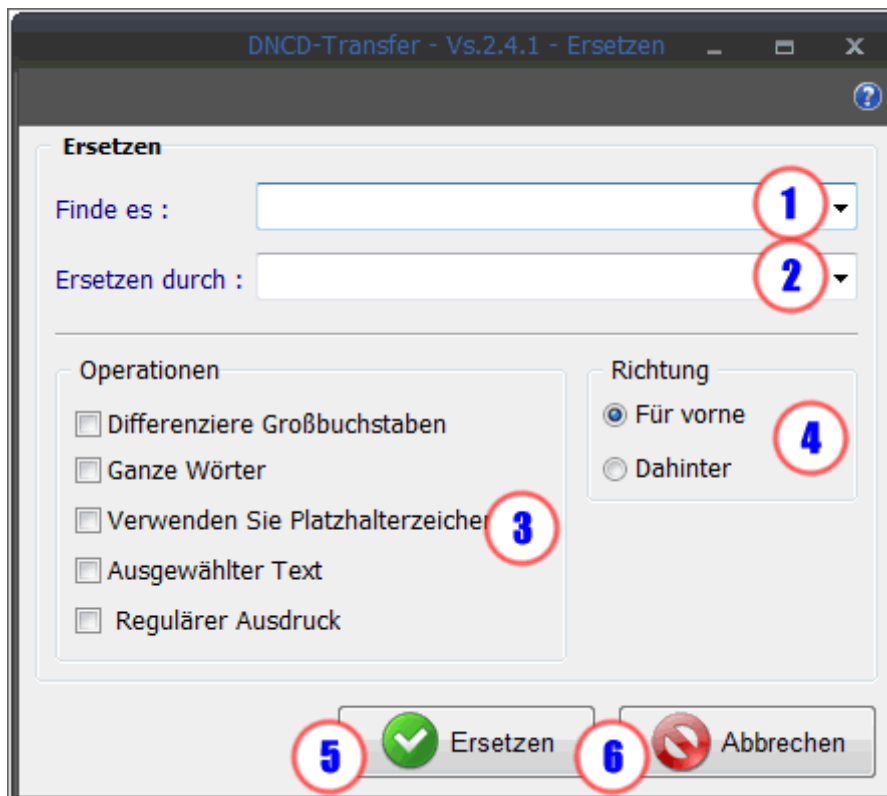 DNCD-Transfer - Vs.2.4.1 - Ersetzen
Ersetzen
Finde es :
1
Ersetzen durch :
2
Operationen
Differenziere Großbuchstaben
Ganze Wörter
Verwenden Sie Platzhalterzeichen
3
Ausgewählter Text
Regulärer Ausdruck
Richtung
Für vorne
4
Dahinter
5
Ersetzen
6
Abbrechen